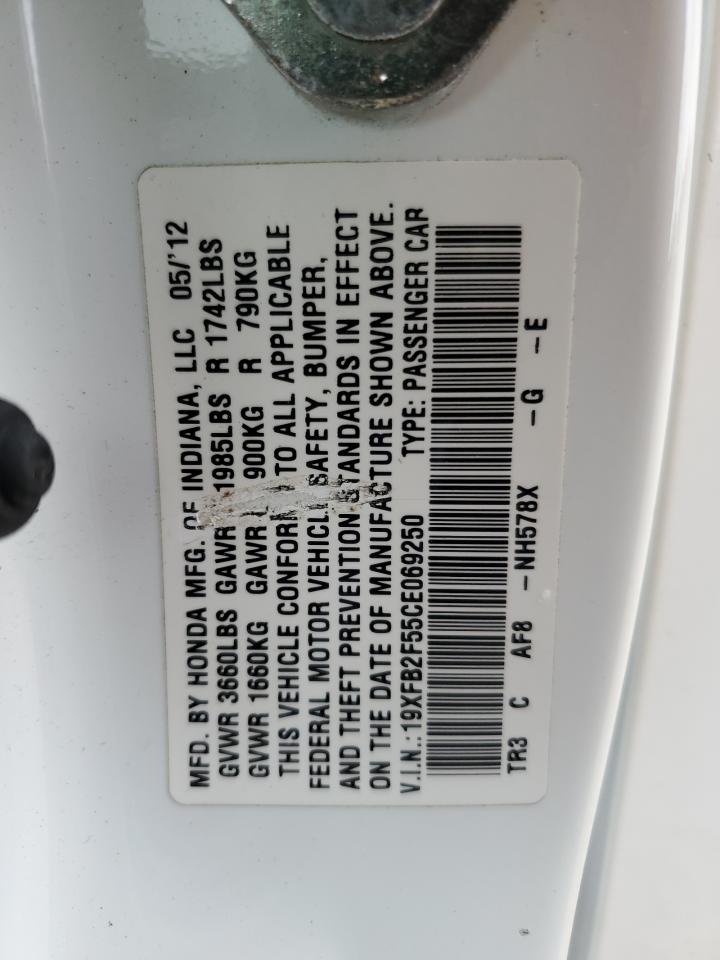 MFD. BY HONDA MFG. OF INDIANA, LLC 05/'12
GVWR 3660LBS GAWR 1985LBS R 1742LBS
GVWR 1660KG GAWR 900KG R 790KG
THIS VEHICLE CONFORMS TO ALL APPLICABLE
FEDERAL MOTOR VEHICLE SAFETY, BUMPER,
AND THEFT PREVENTION STANDARDS IN EFFECT
ON THE DATE OF MANUFACTURE SHOWN ABOVE.
V.I.N.:19XFB2F55CE069250 TYPE: PASSENGER CAR
TR3 C AF8 -NH578X -G -E